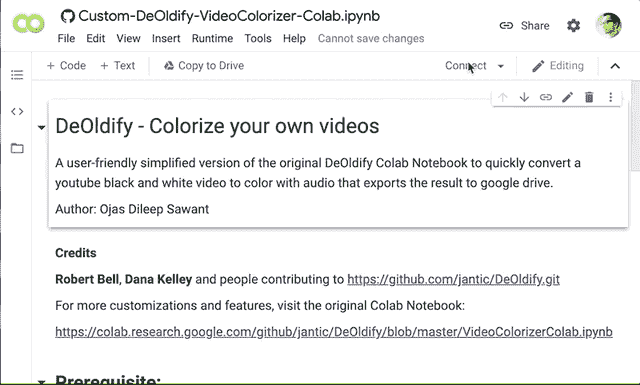 Custom-DeOldify-VideoColorizer-Colab.ipynb
Share
File Edit View Insert Runtime Tools Help Cannot save changes
+ Code + Text Copy to Drive Connect Editing
DeOldify - Colorize your own videos
A user-friendly simplified version of the original DeOldify Colab Notebook to quickly convert a
youtube black and white video to color with audio that exports the result to google drive.
Author: Ojas Dileep Sawant
Credits
Robert Bell, Dana Kelley and people contributing to https://github.com/jantic/DeOldify.git
For more customizations and features, visit the original Colab Notebook:
https://colab.research.google.com/github/jantic/DeOldify/blob/master/VideoColorizerColab.ipynb
Prerequisite: